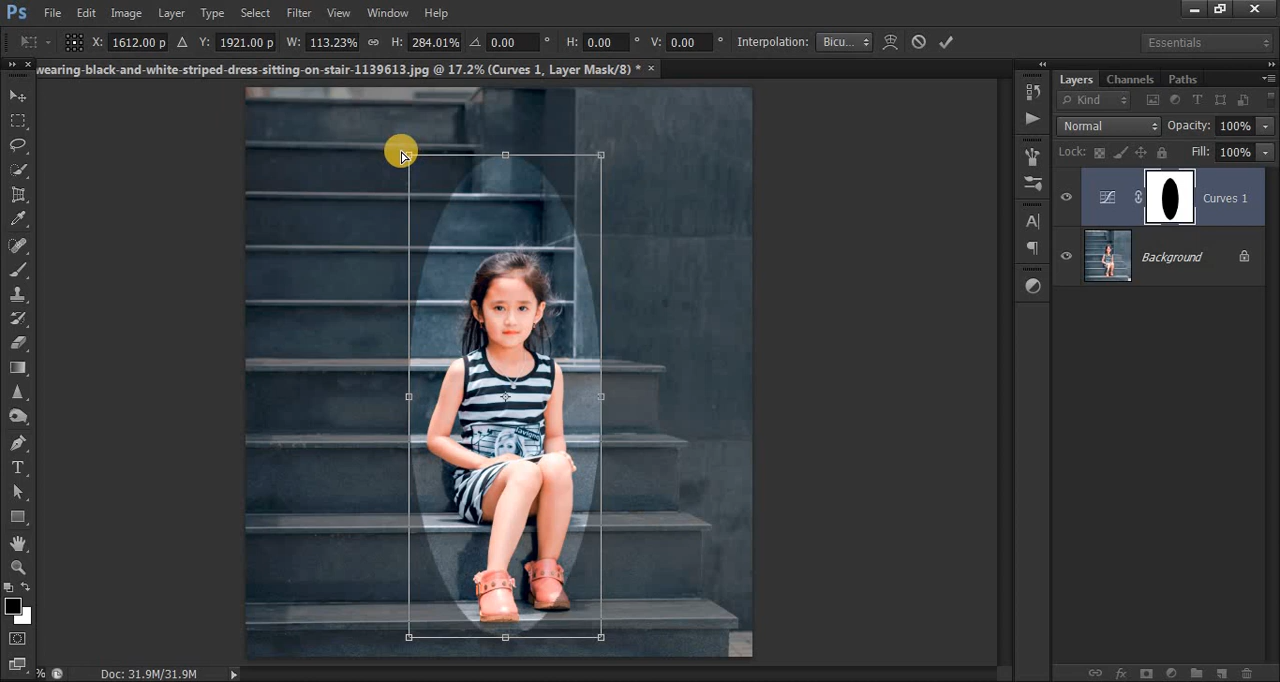 Ps File Edit Image Layer Type Select Filter View Window Help
X: 1612.00 p Y: 1921.00 p W: 113.23% H: 284.01% 0.00 ° H: 0.00 ° V: 0.00 ° Interpolation: Bicu... Essentials
wearing-black-and-white-striped-dress-sitting-on-stair-1139613.jpg @ 17.2% (Curves 1, Layer Mask/8) * ×
Layers Channels Paths
Kind
Normal Opacity: 100%
Lock: Fill: 100%
Curves 1
Background
% Doc: 31.9M/31.9M